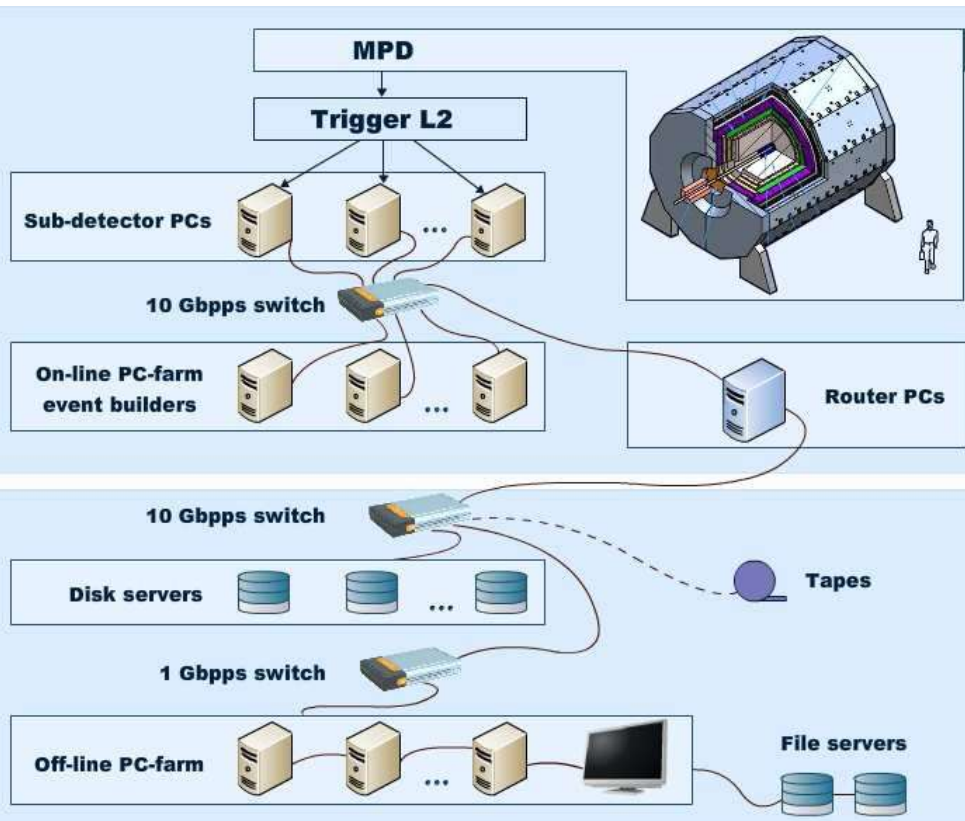 MPD
Trigger L2
Sub-detector PCs
...
10 Gbpps switch
On-line PC-farm
event builders
...
Router PCs
10 Gbpps switch
Disk servers
...
Tapes
1 Gbpps switch
Off-line PC-farm
...
File servers